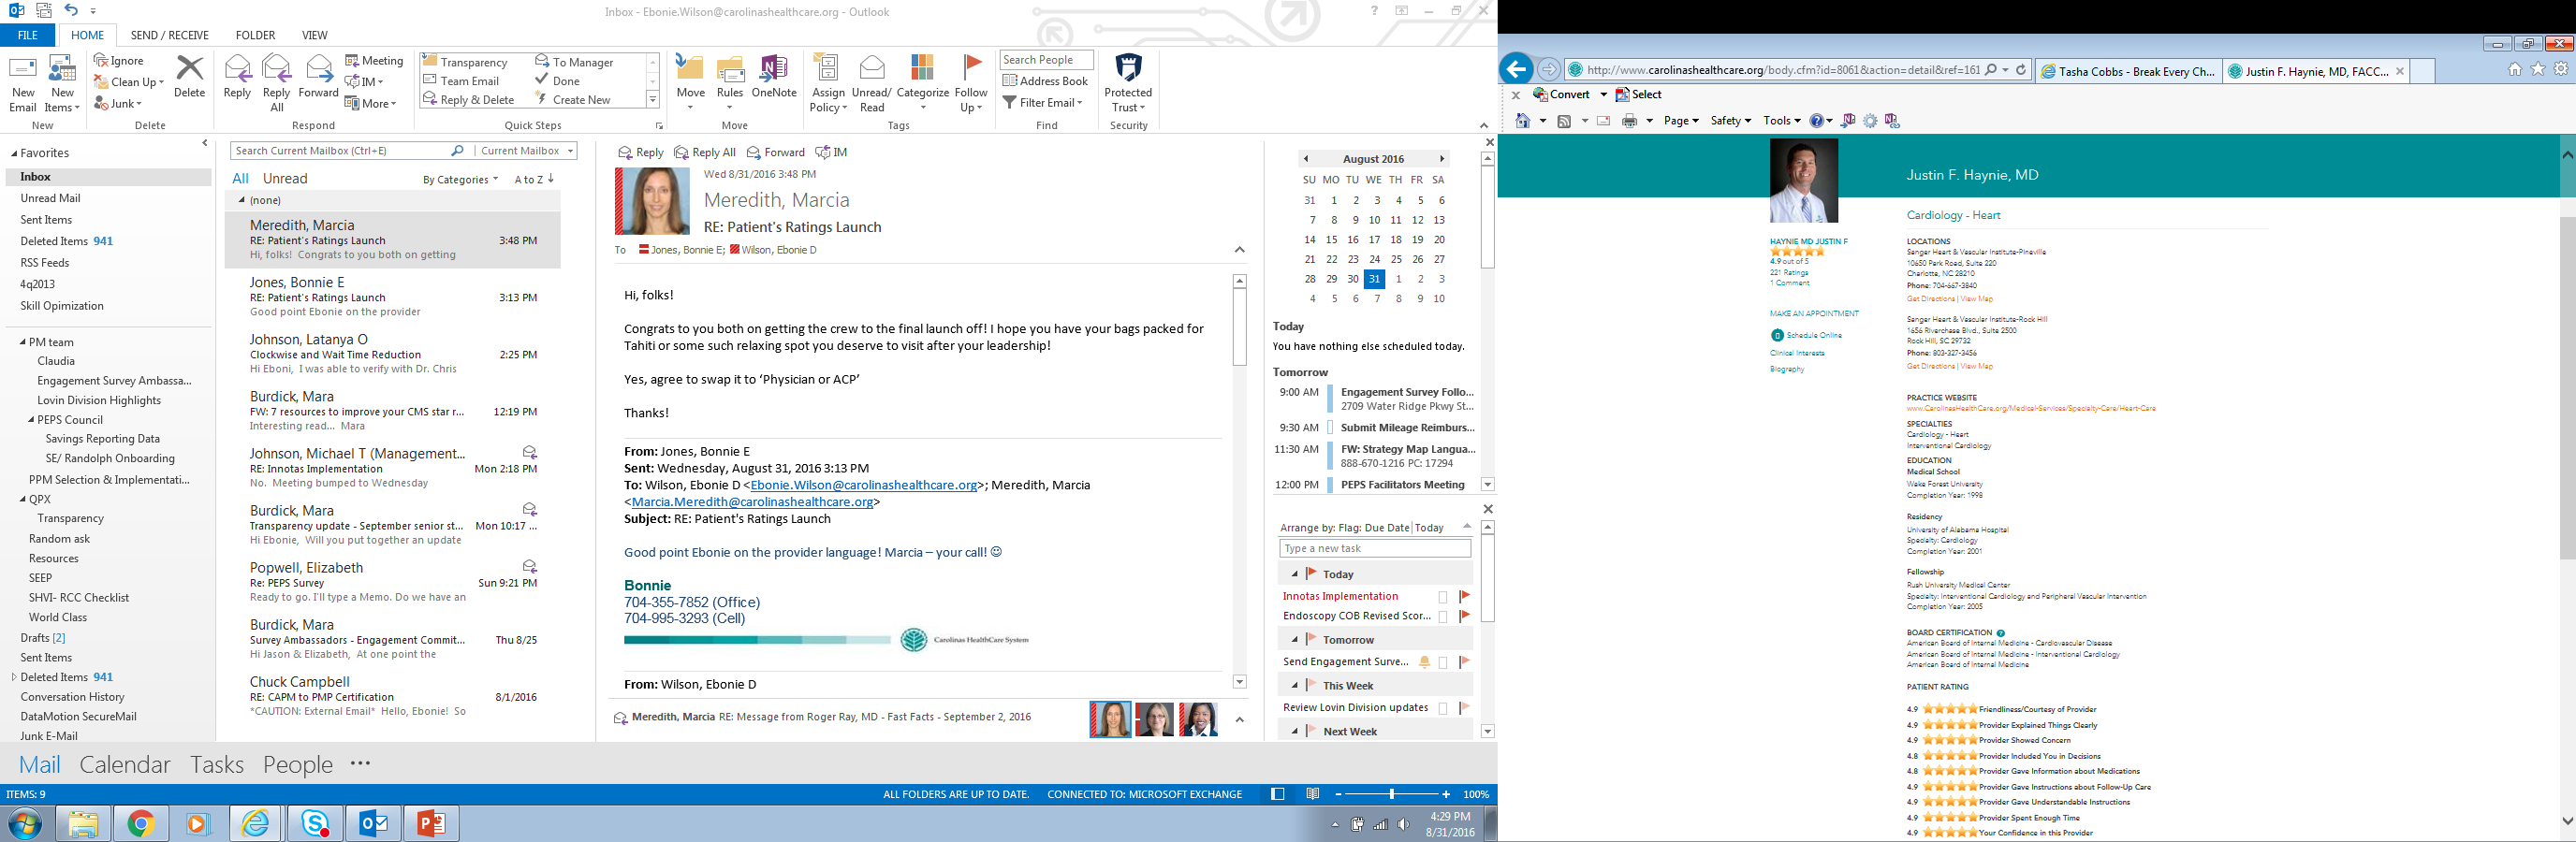 Inbox - Ebonie.Wilson@carolinashealthcare.org - Outlook
FILE HOME SEND / RECEIVE FOLDER VIEW
New Email
New Items
New
Ignore
Clean Up
Junk
Delete
Delete
Reply
Reply All
Forward
Meeting
IM
More
Respond
Transparency
Team Email
Reply & Delete
To Manager
Done
Create New
Quick Steps
Move
Rules
OneNote
Move
Assign Policy
Unread/ Read
Categorize
Follow Up
Tags
Search People
Address Book
Filter Email
Find
Protected Trust
Security
Favorites
Inbox
Unread Mail
Sent Items
Deleted Items 941
RSS Feeds
4q2013
Skill Opimization
PM team
Claudia
Engagement Survey Ambassa...
Lovin Division Highlights
PEPS Council
Savings Reporting Data
SE/ Randolph Onboarding
PPM Selection & Implementati...
QPX
Transparency
Random ask
Resources
SEEP
SHVI- RCC Checklist
World Class
Drafts [2]
Sent Items
Deleted Items 941
Conversation History
DataMotion SecureMail
Junk E-Mail
Search Current Mailbox (Ctrl+E) Current Mailbox
All Unread By Categories A to Z
(none)
Meredith, Marcia
RE: Patient's Ratings Launch 3:48 PM
Hi, folks! Congrats to you both on getting
Jones, Bonnie E
RE: Patient's Ratings Launch 3:13 PM
Good point Ebonie on the provider
Johnson, Latanya O
Clockwise and Wait Time Reduction 2:25 PM
Hi Eboni, I was able to verify with Dr. Chris
Burdick, Mara
FW: 7 resources to improve your CMS star r... 12:19 PM
Interesting read... Mara
Johnson, Michael T (Management...
RE: Innotas Implementation Mon 2:18 PM
No. Meeting bumped to Wednesday
Burdick, Mara
Transparency update - September senior st... Mon 10:17 ...
Hi Ebonie, Will you put together an update
Popwell, Elizabeth
Re: PEPS Survey Sun 9:21 PM
Ready to go. I'll type a Memo. Do we have an
Burdick, Mara
Survey Ambassadors - Engagement Commit... Thu 8/25
Hi Jason & Elizabeth, At one point the
Chuck Campbell
RE: CAPM to PMP Certification 8/1/2016
*CAUTION: External Email* Hello, Ebonie! So
Reply Reply All Forward IM
Wed 8/31/2016 3:48 PM
Meredith, Marcia
RE: Patient's Ratings Launch
To Jones, Bonnie E; Wilson, Ebonie D
Hi, folks!
Congrats to you both on getting the crew to the final launch off! I hope you have your bags packed for
Tahiti or some such relaxing spot you deserve to visit after your leadership!
Yes, agree to swap it to ‘Physician or ACP’
Thanks!
From: Jones, Bonnie E
Sent: Wednesday, August 31, 2016 3:13 PM
To: Wilson, Ebonie D <Ebonie.Wilson@carolinashealthcare.org>; Meredith, Marcia
<Marcia.Meredith@carolinashealthcare.org>
Subject: RE: Patient's Ratings Launch
Good point Ebonie on the provider language! Marcia – your call! ☺
Bonnie
704-355-7852 (Office)
704-995-3293 (Cell)
Carolinas HealthCare System
From: Wilson, Ebonie D
Meredith, Marcia RE: Message from Roger Ray, MD - Fast Facts - September 2, 2016
August 2016
SU MO TU WE TH FR SA
31 1 2 3 4 5 6
7 8 9 10 11 12 13
14 15 16 17 18 19 20
21 22 23 24 25 26 27
28 29 30 31 1 2 3
4 5 6 7 8 9 10
Today
You have nothing else scheduled today.
Tomorrow
9:00 AM Engagement Survey Follo...
2709 Water Ridge Pkwy St...
9:30 AM Submit Mileage Reimburs...
11:30 AM FW: Strategy Map Langua...
888-670-1216 PC: 17294
12:00 PM PEPS Facilitators Meeting
Arrange by: Flag: Due Date Today
Type a new task
Today
Innotas Implementation
Endoscopy COB Revised Scor...
Tomorrow
Send Engagement Surve...
This Week
Review Lovin Division updates
Next Week
Mail Calendar Tasks People ...
ITEMS: 9 ALL FOLDERS ARE UP TO DATE. CONNECTED TO: MICROSOFT EXCHANGE 100%
4:29 PM
8/31/2016
http://www.carolinashealthcare.org/body.cfm?id=8061&action=detail&ref=161
Tasha Cobbs - Break Every Ch...
Justin F. Haynie, MD, FACC...
Convert Select
Page Safety Tools
Justin F. Haynie, MD
Cardiology - Heart
HAYNIE MD JUSTIN F
4.9 out of 5
221 Ratings
1 Comment
MAKE AN APPOINTMENT
Schedule Online
Clinical Interests
Biography
LOCATIONS
Sanger Heart & Vascular Institute-Pineville
10650 Park Road, Suite 220
Charlotte, NC 28210
Phone: 704-667-3840
Get Directions | View Map
Sanger Heart & Vascular Institute-Rock Hill
1656 Riverchase Blvd., Suite 2500
Rock Hill, SC 29732
Phone: 803-327-3456
Get Directions | View Map
PRACTICE WEBSITE
www.CarolinasHealthCare.org/Medical-Services/Specialty-Care/Heart-Care
SPECIALTIES
Cardiology - Heart
Interventional Cardiology
EDUCATION
Medical School
Wake Forest University
Completion Year: 1998
Residency
University of Alabama Hospital
Specialty: Cardiology
Completion Year: 2001
Fellowship
Rush University Medical Center
Specialty: Interventional Cardiology and Peripheral Vascular Intervention
Completion Year: 2005
BOARD CERTIFICATION
American Board of Internal Medicine - Cardiovascular Disease
American Board of Internal Medicine - Interventional Cardiology
American Board of Internal Medicine
PATIENT RATING
4.9 Friendliness/Courtesy of Provider
4.9 Provider Explained Things Clearly
4.9 Provider Showed Concern
4.8 Provider Included You in Decisions
4.8 Provider Gave Information about Medications
4.9 Provider Gave Instructions about Follow-Up Care
4.9 Provider Gave Understandable Instructions
4.9 Provider Spent Enough Time
4.9 Your Confidence in this Provider